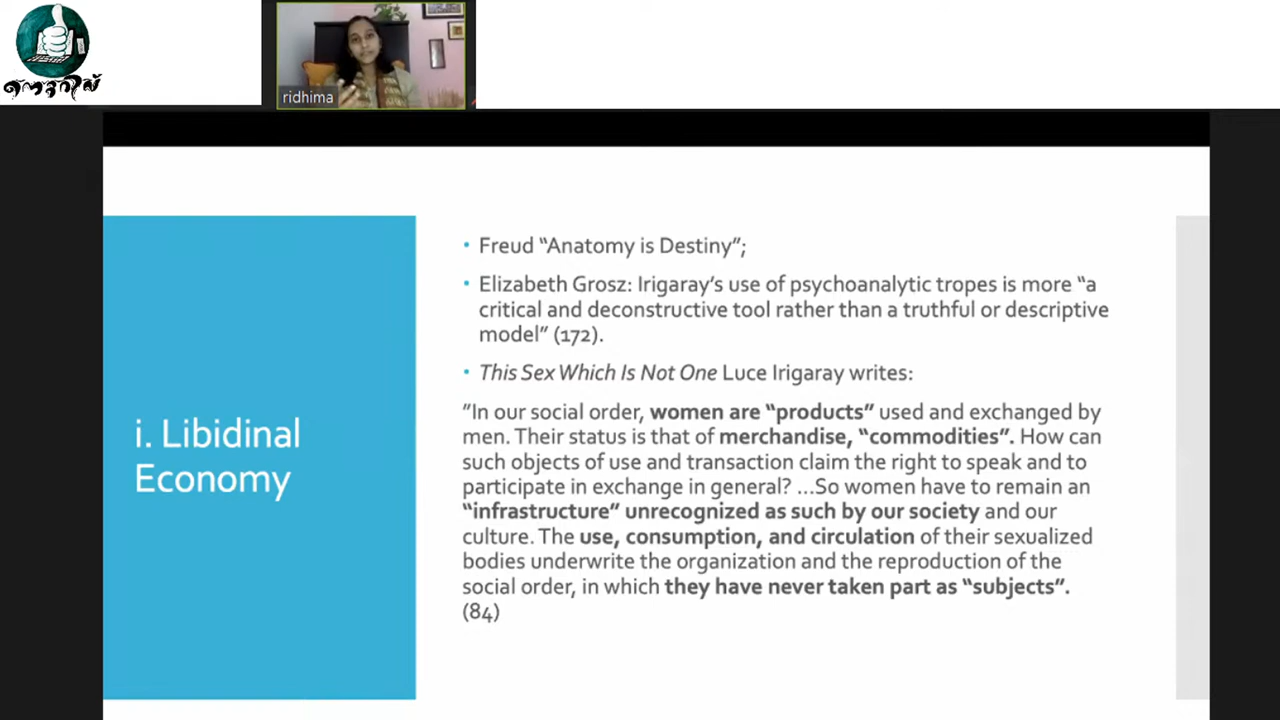 ridhima
• Freud “Anatomy is Destiny”;
• Elizabeth Grosz: Irigaray’s use of psychoanalytic tropes is more “a
critical and deconstructive tool rather than a truthful or descriptive
model” (172).
• This Sex Which Is Not One Luce Irigaray writes:
“In our social order, women are “products” used and exchanged by
men. Their status is that of merchandise, “commodities”. How can
such objects of use and transaction claim the right to speak and to
participate in exchange in general? …So women have to remain an
“infrastructure” unrecognized as such by our society and our
culture. The use, consumption, and circulation of their sexualized
bodies underwrite the organization and the reproduction of the
social order, in which they have never taken part as “subjects”.
(84)
i. Libidinal
Economy